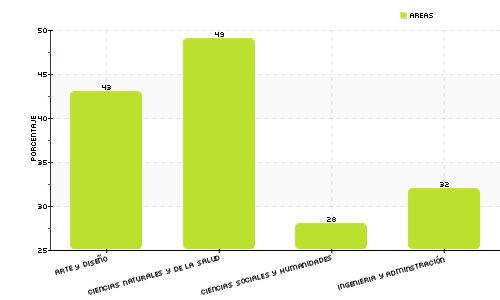 AREAS
50
45
40
35
30
25
PORCENTAJE
43
49
28
32
ARTE Y DISEÑO
CIENCIAS NATURALES Y DE LA SALUD
CIENCIAS SOCIALES Y HUMANIDADES
INGENIERIA Y ADMINSTRACIÓN